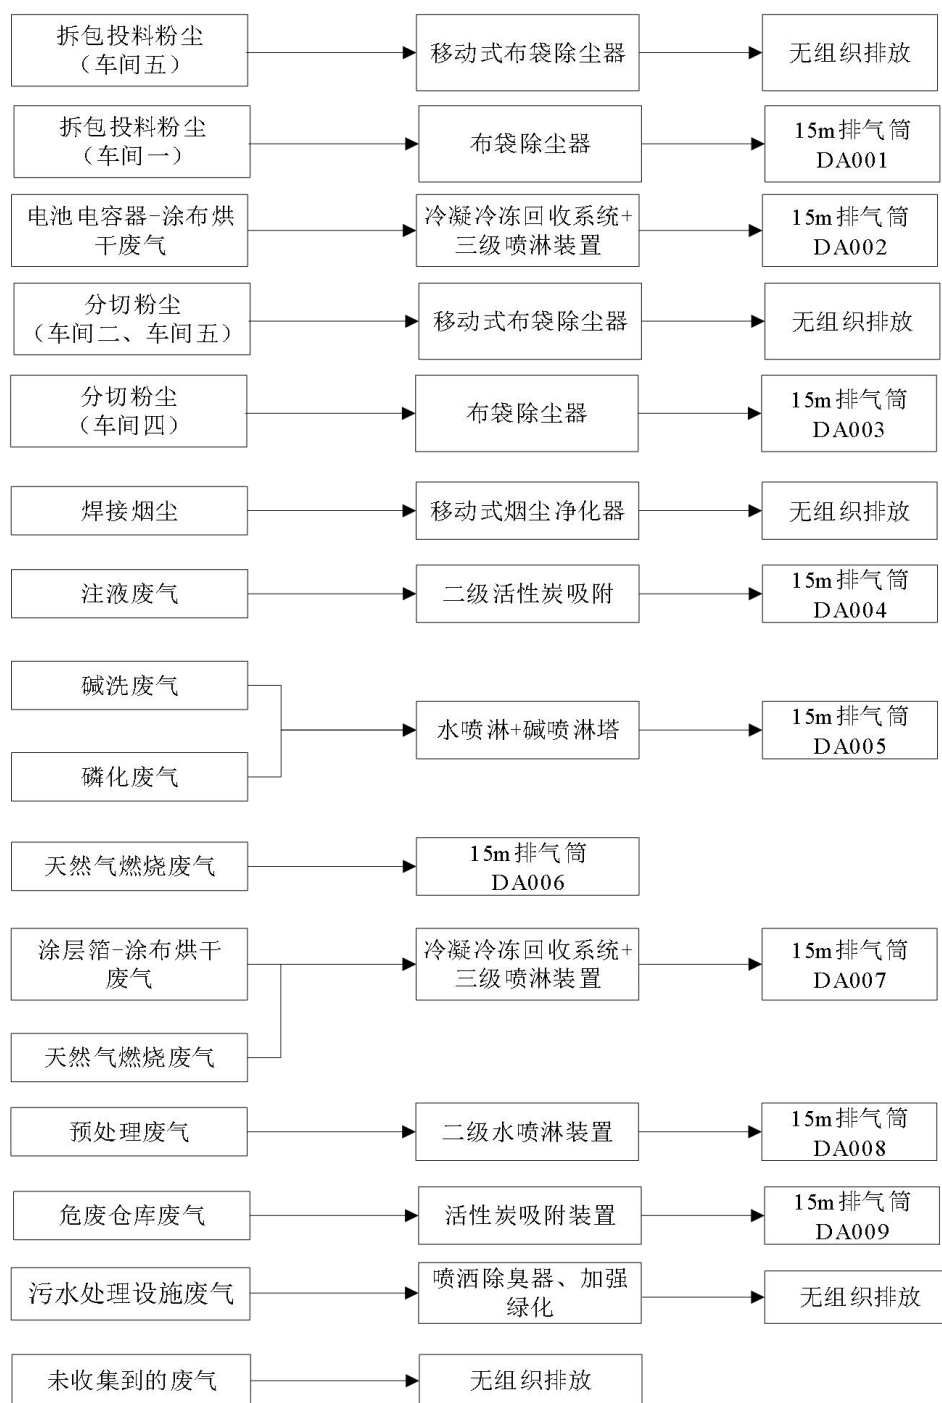 拆包投料粉尘
（车间五）
移动式布袋除尘器
无组织排放
拆包投料粉尘
（车间一）
布袋除尘器
15m排气筒
DA001
电池电容器-涂布烘
干废气
冷凝冷冻回收系统+
三级喷淋装置
15m排气筒
DA002
分切粉尘
（车间二、车间五）
移动式布袋除尘器
无组织排放
分切粉尘
（车间四）
布袋除尘器
15m排气筒
DA003
焊接烟尘
移动式烟尘净化器
无组织排放
注液废气
二级活性炭吸附
15m排气筒
DA004
碱洗废气
磷化废气
水喷淋+碱喷淋塔
15m排气筒
DA005
天然气燃烧废气
15m排气筒
DA006
涂层箔-涂布烘干
废气
天然气燃烧废气
冷凝冷冻回收系统+
三级喷淋装置
15m排气筒
DA007
预处理废气
二级水喷淋装置
15m排气筒
DA008
危废仓库废气
活性炭吸附装置
15m排气筒
DA009
污水处理设施废气
喷洒除臭器、加强
绿化
无组织排放
未收集到的废气
无组织排放